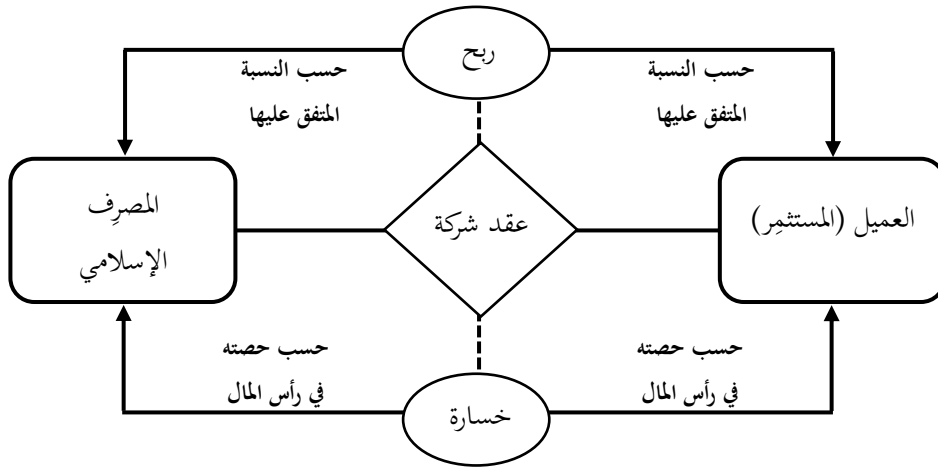 ربح
حسب النسبة
المتفق عليها
حسب النسبة
المتفق عليها
العميل (المستثمِر)
عقد شركة
المصرِف
الإسلامي
حسب حصته
في رأس المال
حسب حصته
في رأس المال
خسارة